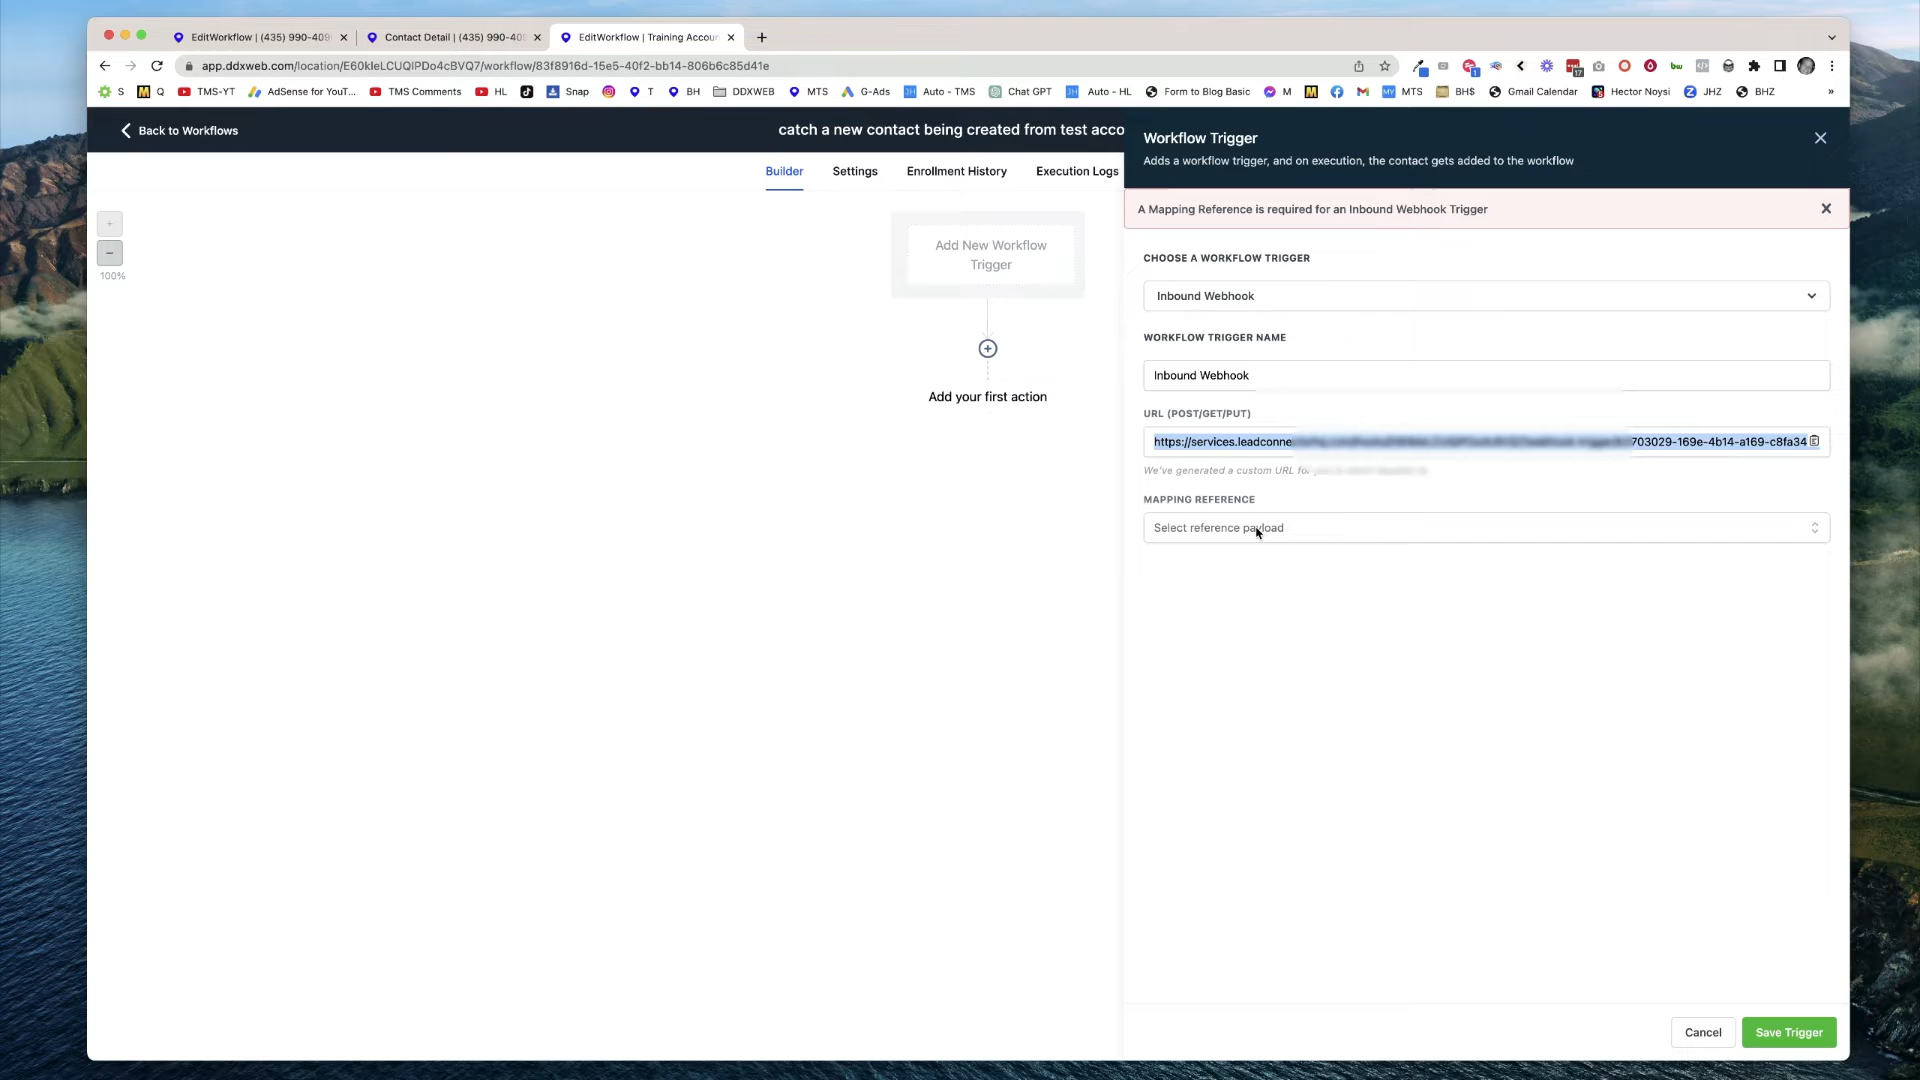 EditWorkflow | (435) 990-409
Contact Detail | (435) 990-409
EditWorkflow | Training Accoun
app.ddxweb.com/location/E60kleLCUQIPDo4cBVQ7/workflow/83f8916d-15e5-40f2-bb14-806b6c85d41e
1
17
bw
S
Q
TMS-YT
AdSense for YouT...
TMS Comments
HL
Snap
T
BH
DDXWEB
MTS
G-Ads
Auto - TMS
Chat GPT
Auto - HL
Form to Blog Basic
M
MTS
BH$
Gmail Calendar
Hector Noysi
JHZ
BHZ
»
Back to Workflows
catch a new contact being created from test acco
Builder
Settings
Enrollment History
Execution Logs
100%
Add New Workflow
Trigger
Add your first action
Workflow Trigger
Adds a workflow trigger, and on execution, the contact gets added to the workflow
A Mapping Reference is required for an Inbound Webhook Trigger
CHOOSE A WORKFLOW TRIGGER
Inbound Webhook
WORKFLOW TRIGGER NAME
Inbound Webhook
URL (POST/GET/PUT)
https://services.leadconne 703029-169e-4b14-a169-c8fa34
We've generated a custom URL for
MAPPING REFERENCE
Select reference payload
Cancel
Save Trigger